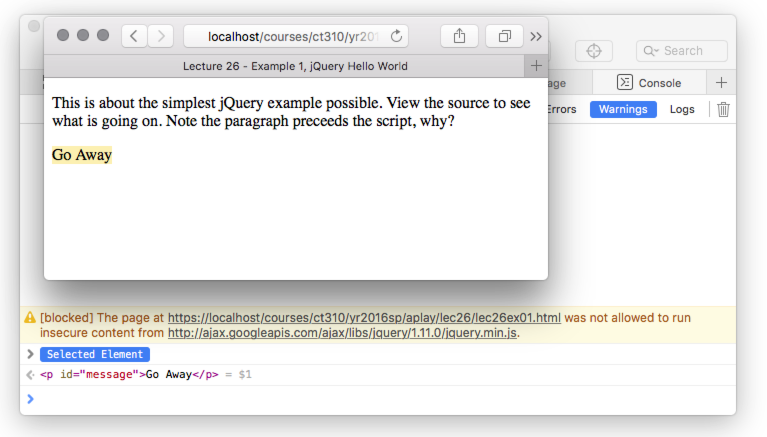 localhost/courses/ct310/yr201
Search
Lecture 26 - Example 1, jQuery Hello World
Console
This is about the simplest jQuery example possible. View the source to see
what is going on. Note the paragraph preceeds the script, why?
Errors
Warnings
Logs
Go Away
[blocked] The page at https://localhost/courses/ct310/yr2016sp/aplay/lec26/lec26ex01.html was not allowed to run
insecure content from http://ajax.googleapis.com/ajax/libs/jquery/1.11.0/jquery.min.js.
Selected Element
<p id="message">Go Away</p> = $1